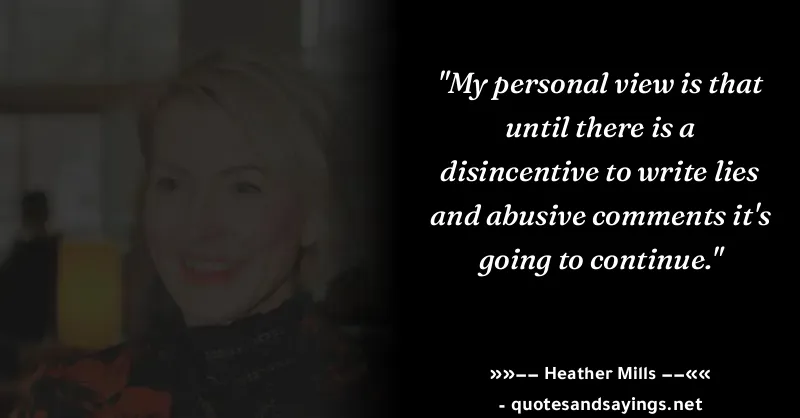 "My personal view is that
until there is a
disincentive to write lies
and abusive comments it's
going to continue."
»»−− Heather Mills −−««
- quotesandsayings.net